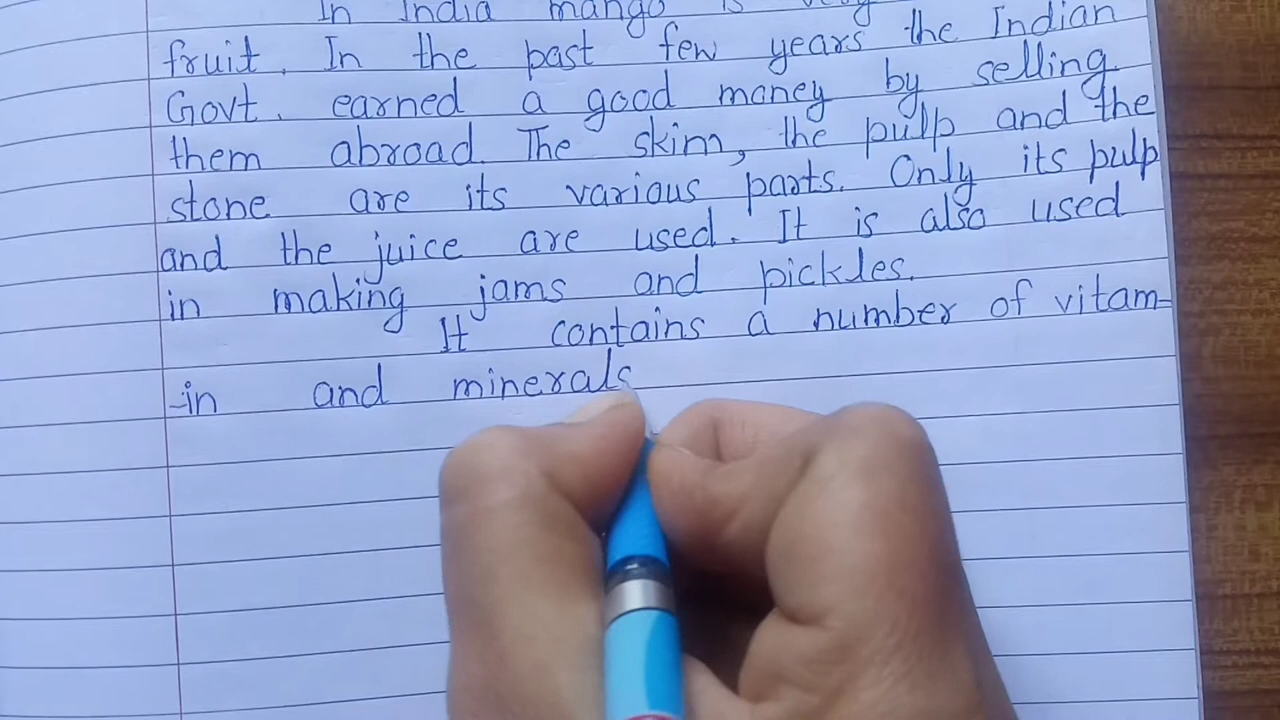 In India mango is very
fruit. In the past few years the Indian
Govt. earned a good money by selling
them abroad. The skim, the pulp and the
stone are its various parts. Only its pulp
and the juice are used. It is also used
in making jams and pickles.
It contains a number of vitam-
-in and minerals